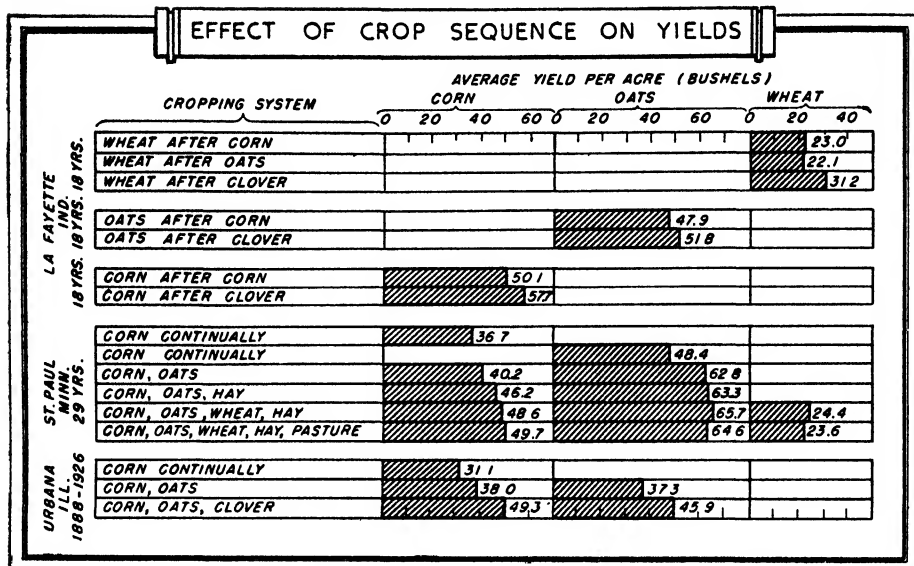 EFFECT OF CROP SEQUENCE ON YIELDS
AVERAGE YIELD PER ACRE (BUSHELS)
CROPPING SYSTEM CORN OATS WHEAT
0 20 40 60 0 20 40 60 0 20 40
LA FAYETTE IND. 18 YRS. 18 YRS. 18 YRS.
WHEAT AFTER CORN 23.0
WHEAT AFTER OATS 22.1
WHEAT AFTER CLOVER 31 2
OATS AFTER CORN 47.9
OATS AFTER CLOVER 51 8
CORN AFTER CORN 50 1
CORN AFTER CLOVER 57.7
ST. PAUL MINN. 29 YRS.
CORN CONTINUALLY 36 7
CORN CONTINUALLY 48.4
CORN, OATS 40.2 62 8
CORN, OATS, HAY 46.2 63.3
CORN, OATS, WHEAT, HAY 48 6 65.7 24.4
CORN, OATS, WHEAT, HAY, PASTURE 49.7 64 6 23.6
URBANA ILL. 1888-1926
CORN CONTINUALLY 31 1
CORN, OATS 38 0 37 3
CORN, OATS, CLOVER 49.3 45.9